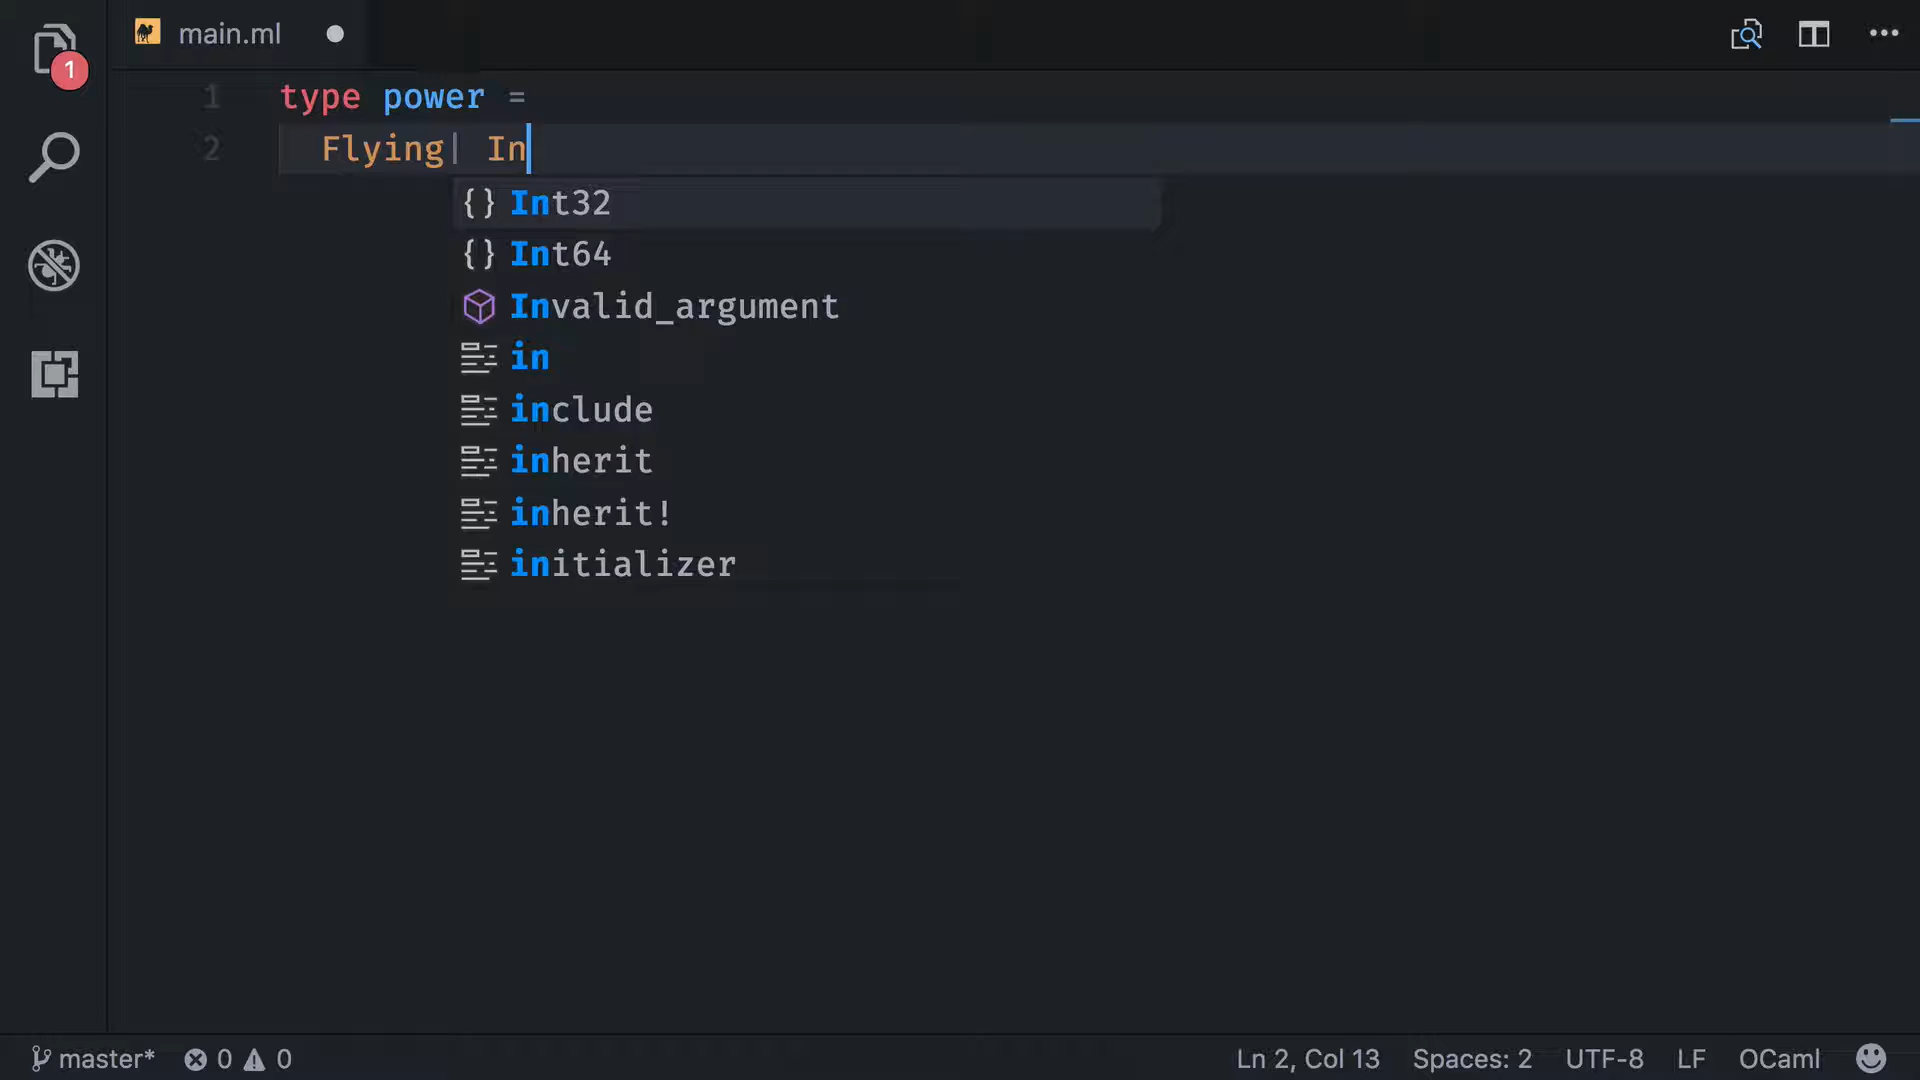 main.ml
1
1 type power =
2 Flying| In
{} Int32
{} Int64
Invalid_argument
in
include
inherit
inherit!
initializer
master* 0 0 Ln 2, Col 13 Spaces: 2 UTF-8 LF OCaml